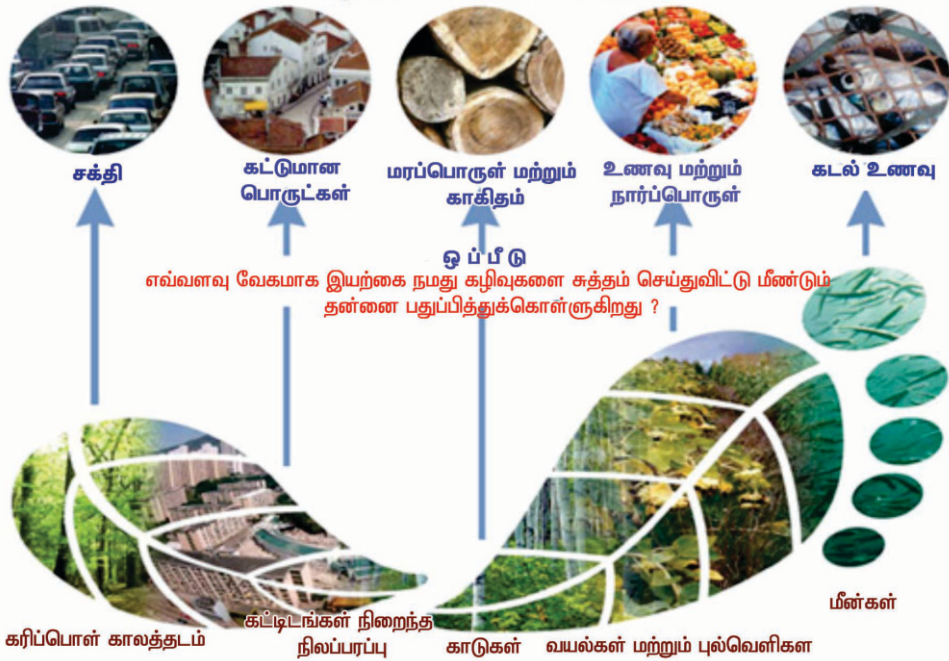 சக்தி
கட்டுமான
பொருட்கள்
மரப்பொருள் மற்றும்
காகிதம்
உணவு மற்றும்
நார்ப்பொருள்
கடல் உணவு
ஒப்பீடு
எவ்வளவு வேகமாக இயற்கை நமது கழிவுகளை சுத்தம் செய்துவிட்டு மீண்டும்
தன்னை பதுப்பித்துக்கொள்ளுகிறது ?
மீன்கள்
கரிப்பொள் காலத்தடம்
கட்டிடங்கள் நிறைந்த
நிலப்பரப்பு
காடுகள்
வயல்கள் மற்றும் புல்வெளிகள